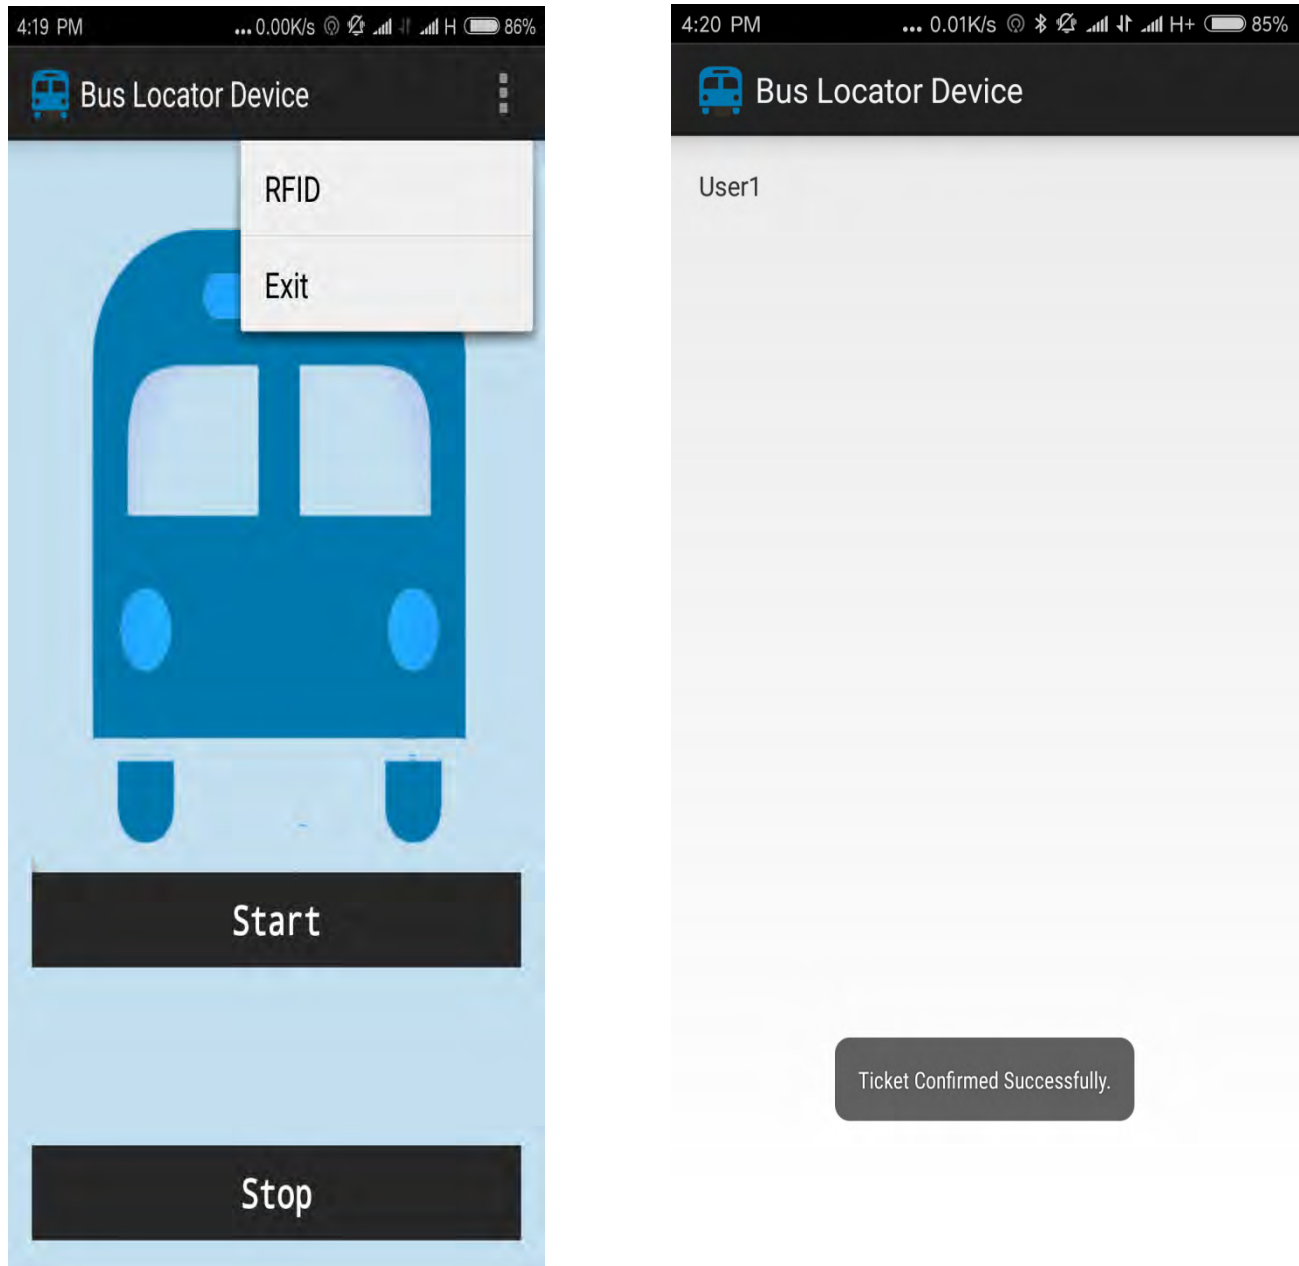 4:19 PM ... 0.00K/s H 86%
Bus Locator Device
RFID
Exit
Start
Stop
4:20 PM ... 0.01K/s H+ 85%
Bus Locator Device
User1
Ticket Confirmed Successfully.